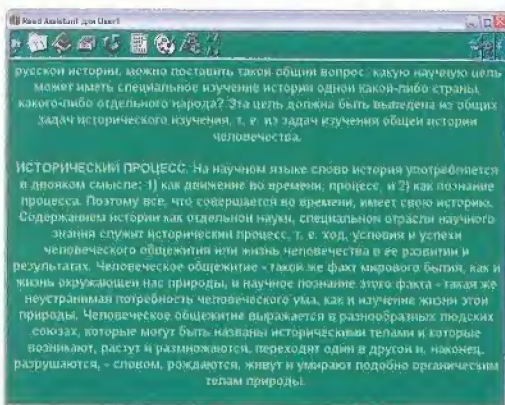 Read Assistant для User1
русской истории, можно поставить такой общий вопрос: какую научную цель
может иметь специальное изучение истории одной какой-либо страны,
какого-либо отдельного народа? Эта цель должна быть выведена из общих
задач исторического изучения, т. е. из задач изучения общей истории
человечества.
ИСТОРИЧЕСКИЙ ПРОЦЕСС. На научном языке слово история употребляется
в двояком смысле: 1) как движение во времени, процесс, и 2) как познание
процесса. Поэтому все, что совершается во времени, имеет свою историю.
Содержанием истории как отдельной науки, специальной отрасли научного
знания служит исторический процесс, т. е. ход, условия и успехи
человеческого общежития или жизнь человечества в ее развитии и
результатах. Человеческое общежитие - такой же факт мирового бытия, как и
жизнь окружающей нас природы, и научное познание этого факта - такая же
неустранимая потребность человеческого ума, как и изучение жизни этой
природы. Человеческое общежитие выражается в разнообразных людских
союзах, которые могут быть названы историческими телами и которые
возникают, растут и размножаются, переходят один в другой и, наконец,
разрушаются, - словом, рождаются, живут и умирают подобно органическим
телам природы.